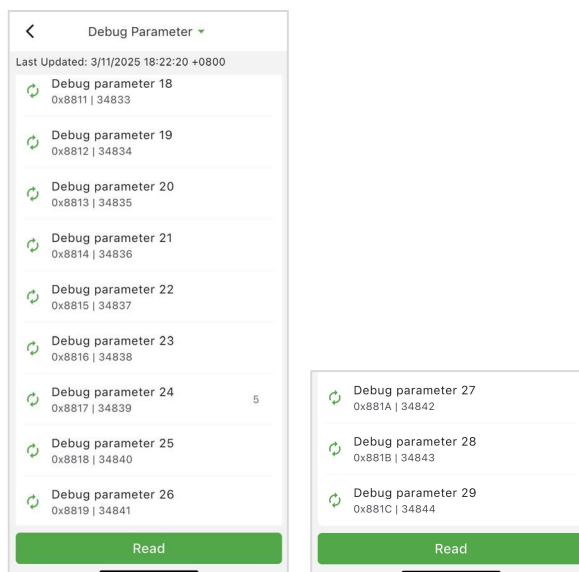 Debug Parameter
Last Updated: 3/11/2025 18:22:20 +0800
Debug parameter 18
0x8811 | 34833
Debug parameter 19
0x8812 | 34834
Debug parameter 20
0x8813 | 34835
Debug parameter 21
0x8814 | 34836
Debug parameter 22
0x8815 | 34837
Debug parameter 23
0x8816 | 34838
Debug parameter 24
0x8817 | 34839
5
Debug parameter 25
0x8818 | 34840
Debug parameter 26
0x8819 | 34841
Read
Debug parameter 27
0x881A | 34842
Debug parameter 28
0x881B | 34843
Debug parameter 29
0x881C | 34844
Read